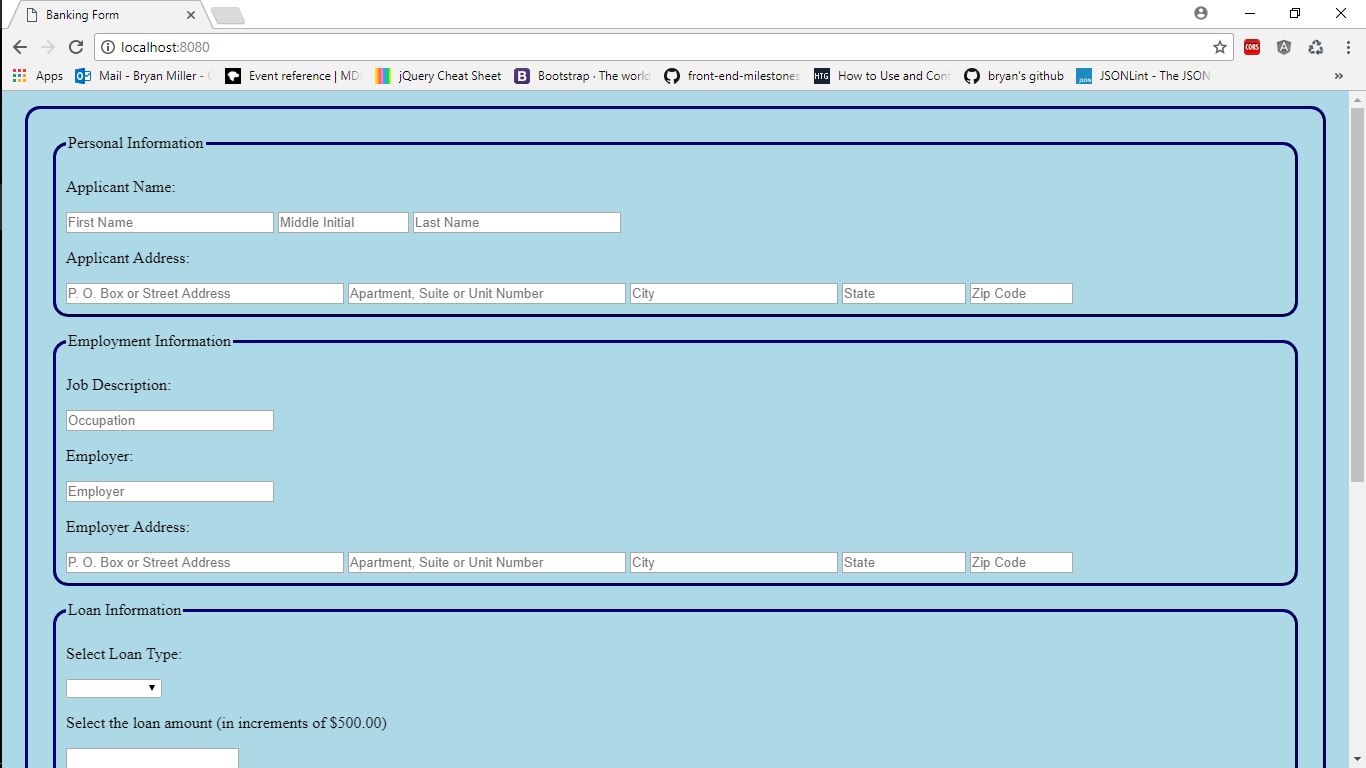 Banking Form
localhost:8080
Apps Mail - Bryan Miller - Event reference | MD jQuery Cheat Sheet B Bootstrap · The world front-end-milestones HTG How to Use and Conf bryan's github JSON JSONLint - The JSON »
CORS
Personal Information
Applicant Name:
First Name Middle Initial Last Name
Applicant Address:
P. O. Box or Street Address Apartment, Suite or Unit Number City State Zip Code
Employment Information
Job Description:
Occupation
Employer:
Employer
Employer Address:
P. O. Box or Street Address Apartment, Suite or Unit Number City State Zip Code
Loan Information
Select Loan Type:
Select the loan amount (in increments of $500.00)